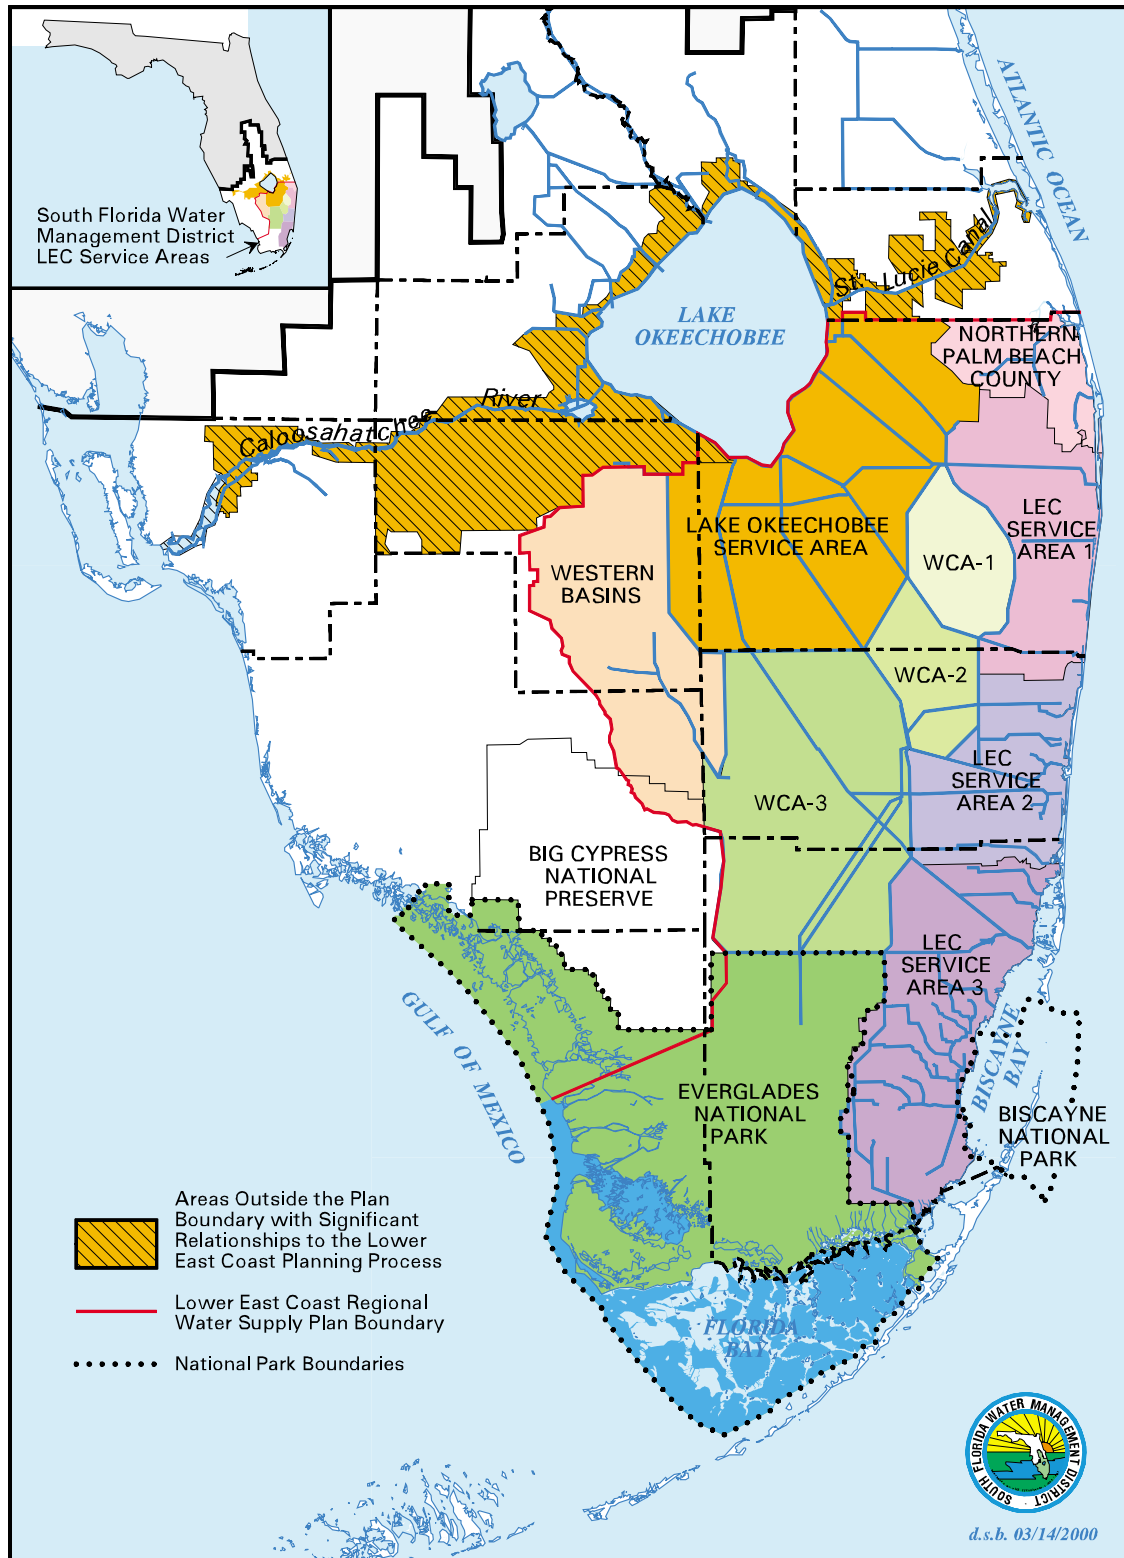 South Florida Water
Management District
LEC Service Areas
ATLANTIC OCEAN
St. Lucie Canal
LAKE
OKEECHOBEE
NORTHERN
PALM BEACH
COUNTY
Caloosahatchee River
LAKE OKEECHOBEE
SERVICE AREA
LEC
SERVICE
AREA 1
WCA-1
WESTERN
BASINS
WCA-2
LEC
SERVICE
AREA 2
WCA-3
BIG CYPRESS
NATIONAL
PRESERVE
LEC
SERVICE
AREA 3
GULF OF MEXICO
BISCAYNE
BAY
EVERGLADES
NATIONAL
PARK
BISCAYNE
NATIONAL
PARK
FLORIDA
BAY
Areas Outside the Plan
Boundary with Significant
Relationships to the Lower
East Coast Planning Process
Lower East Coast Regional
Water Supply Plan Boundary
National Park Boundaries
SOUTH FLORIDA WATER MANAGEMENT DISTRICT
d.s.b. 03/14/2000